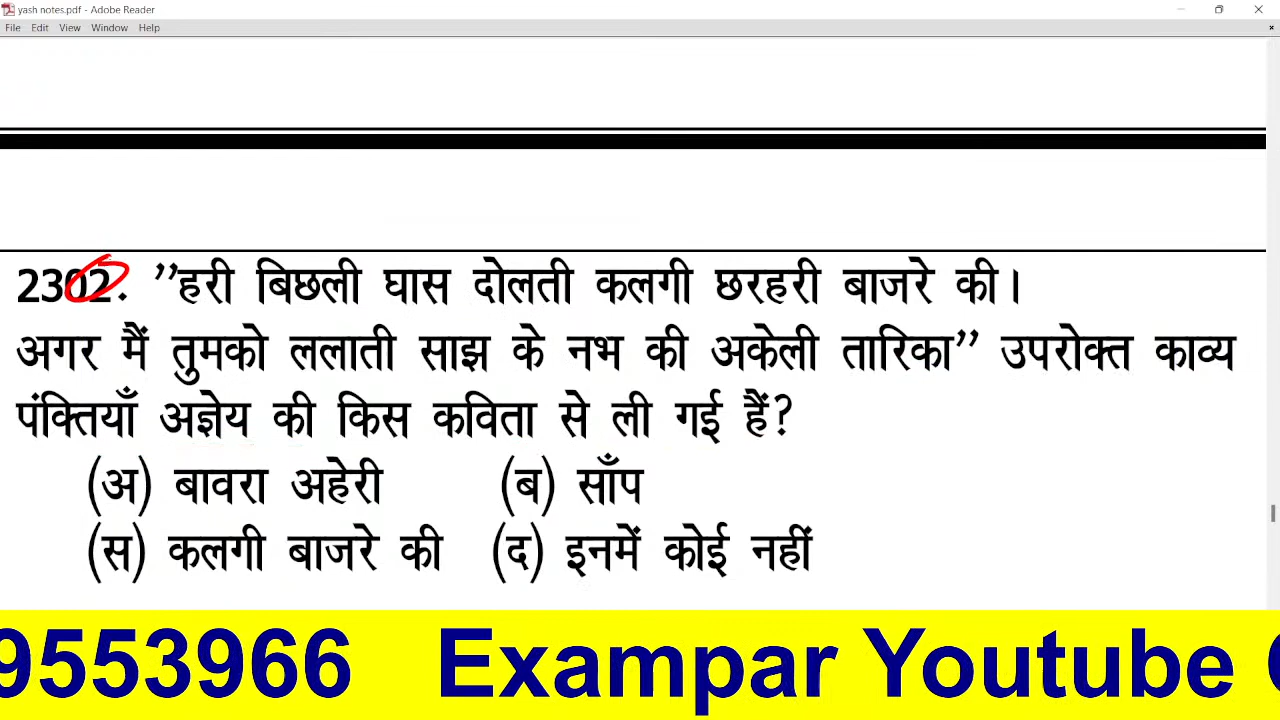 yash notes.pdf - Adobe Reader
File Edit View Window Help
2302. ’’हरी बिछली घास दोलती कलगी छरहरी बाजरे की।
अगर मैं तुमको ललाती साझ के नभ की अकेली तारिका’’ उपरोक्त काव्य
पंक्तियाँ अज्ञेय की किस कविता से ली गई हैं?
(अ) बावरा अहेरी (ब) साँप
(स) कलगी बाजरे की (द) इनमें कोई नहीं
9553966 Exampar Youtube